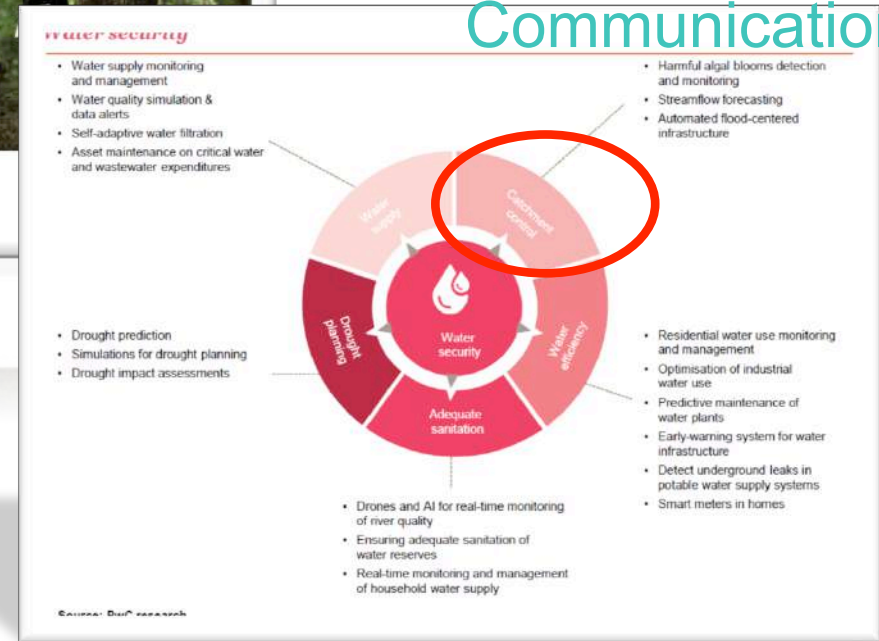 Communication
Water security
• Water supply monitoring
and management
• Water quality simulation &
data alerts
• Self-adaptive water filtration
• Asset maintenance on critical water
and wastewater expenditures
• Harmful algal blooms detection
and monitoring
• Streamflow forecasting
• Automated flood-centered
infrastructure
Water
supply
Catchment
control
Drought
planning
Water
security
Water
efficiency
Adequate
sanitation
• Drought prediction
• Simulations for drought planning
• Drought impact assessments
• Residential water use monitoring
and management
• Optimisation of industrial
water use
• Predictive maintenance of
water plants
• Early-warning system for water
infrastructure
• Detect underground leaks in
potable water supply systems
• Smart meters in homes
• Drones and AI for real-time monitoring
of river quality
• Ensuring adequate sanitation of
water reserves
• Real-time monitoring and management
of household water supply
Source: PwC research